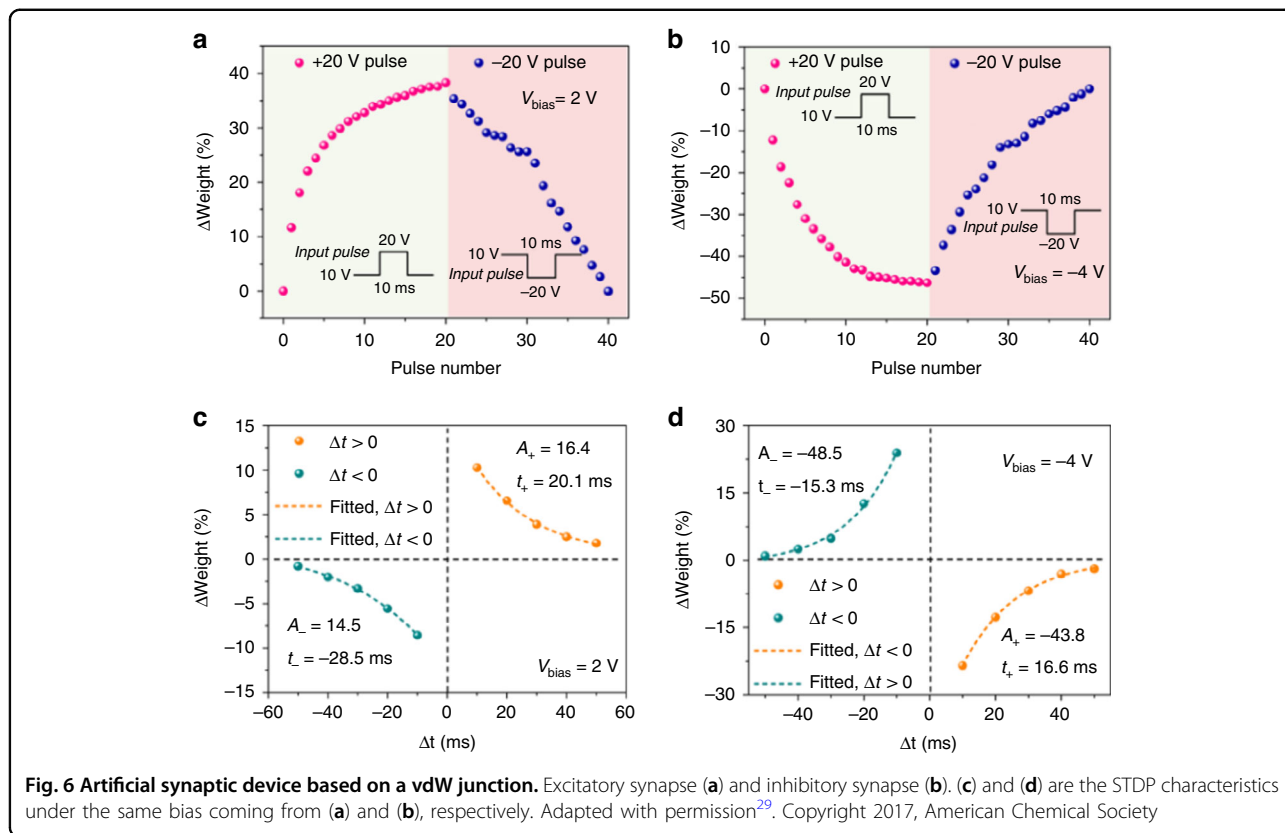 a
+20 V pulse
−20 V pulse
V_bias = 2 V
Input pulse
20 V
10 V
10 ms
10 V
10 ms
Input pulse
−20 V
40
30
20
10
0
ΔWeight (%)
0 10 20 30 40
Pulse number
b
+20 V pulse
−20 V pulse
Input pulse
20 V
10 V
10 ms
10 V
10 ms
Input pulse
−20 V
V_bias = −4 V
10
0
−10
−20
−30
−40
−50
ΔWeight (%)
0 10 20 30 40
Pulse number
c
Δt > 0
Δt < 0
Fitted, Δt > 0
Fitted, Δt < 0
A+ = 16.4
t+ = 20.1 ms
A− = 14.5
t− = −28.5 ms
V_bias = 2 V
15
10
5
0
−5
−10
−15
ΔWeight (%)
−60 −40 −20 0 20 40 60
Δt (ms)
d
A− = −48.5
t− = −15.3 ms
V_bias = −4 V
Δt > 0
Δt < 0
Fitted, Δt < 0
Fitted, Δt > 0
A+ = −43.8
t+ = 16.6 ms
30
15
0
−15
−30
ΔWeight (%)
−40 −20 0 20 40
Δt (ms)
Fig. 6 Artificial synaptic device based on a vdW junction. Excitatory synapse (a) and inhibitory synapse (b). (c) and (d) are the STDP characteristics
under the same bias coming from (a) and (b), respectively. Adapted with permission29. Copyright 2017, American Chemical Society